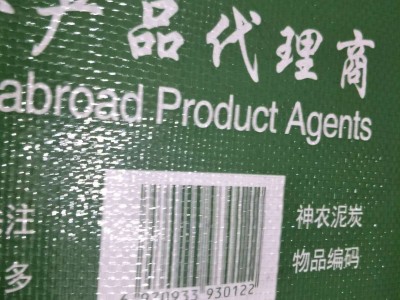 产品代理商
abroad Product Agents
注
多
神农泥炭
物品编码
6 930933 930122